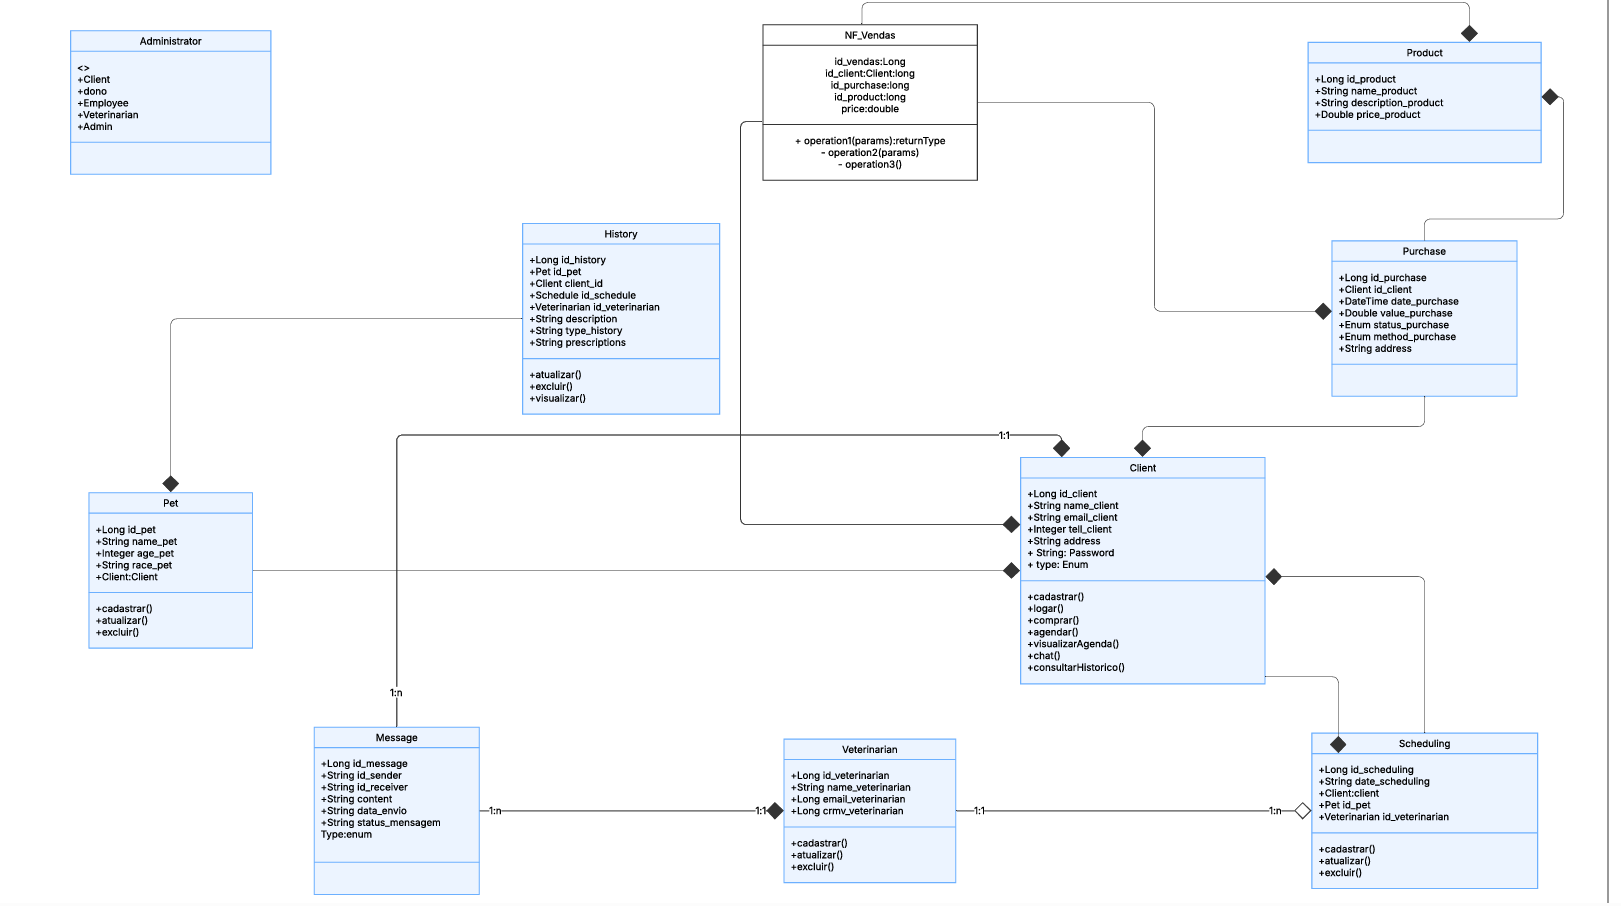 Administrator
<>
+Client
+dono
+Employee
+Veterinarian
+Admin
NF_Vendas
id_vendas:Long
id_client:Client:long
id_purchase:long
id_product:long
price:double
+ operation1(params):returnType
- operation2(params)
- operation3()
Product
+Long id_product
+String name_product
+String description_product
+Double price_product
History
+Long id_history
+Pet id_pet
+Client client_id
+Schedule id_schedule
+Veterinarian id_veterinarian
+String description
+String type_history
+String prescriptions
+atualizar()
+excluir()
+visualizar()
Purchase
+Long id_purchase
+Client id_client
+DateTime date_purchase
+Double value_purchase
+Enum status_purchase
+Enum method_purchase
+String address
1:1
Client
+Long id_client
+String name_client
+String email_client
+Integer tell_client
+String address
+ String: Password
+ type: Enum
+cadastrar()
+logar()
+comprar()
+agendar()
+visualizarAgenda()
+chat()
+consultarHistorico()
Pet
+Long id_pet
+String name_pet
+Integer age_pet
+String race_pet
+Client:Client
+cadastrar()
+atualizar()
+excluir()
1:n
Message
+Long id_message
+String id_sender
+String id_receiver
+String content
+String data_envio
+String status_mensagem
Type:enum
1:n
1:1
Veterinarian
+Long id_veterinarian
+String name_veterinarian
+Long email_veterinarian
+Long crmv_veterinarian
+cadastrar()
+atualizar()
+excluir()
1:1
1:n
Scheduling
+Long id_scheduling
+String date_scheduling
+Client:client
+Pet id_pet
+Veterinarian id_veterinarian
+cadastrar()
+atualizar()
+excluir()